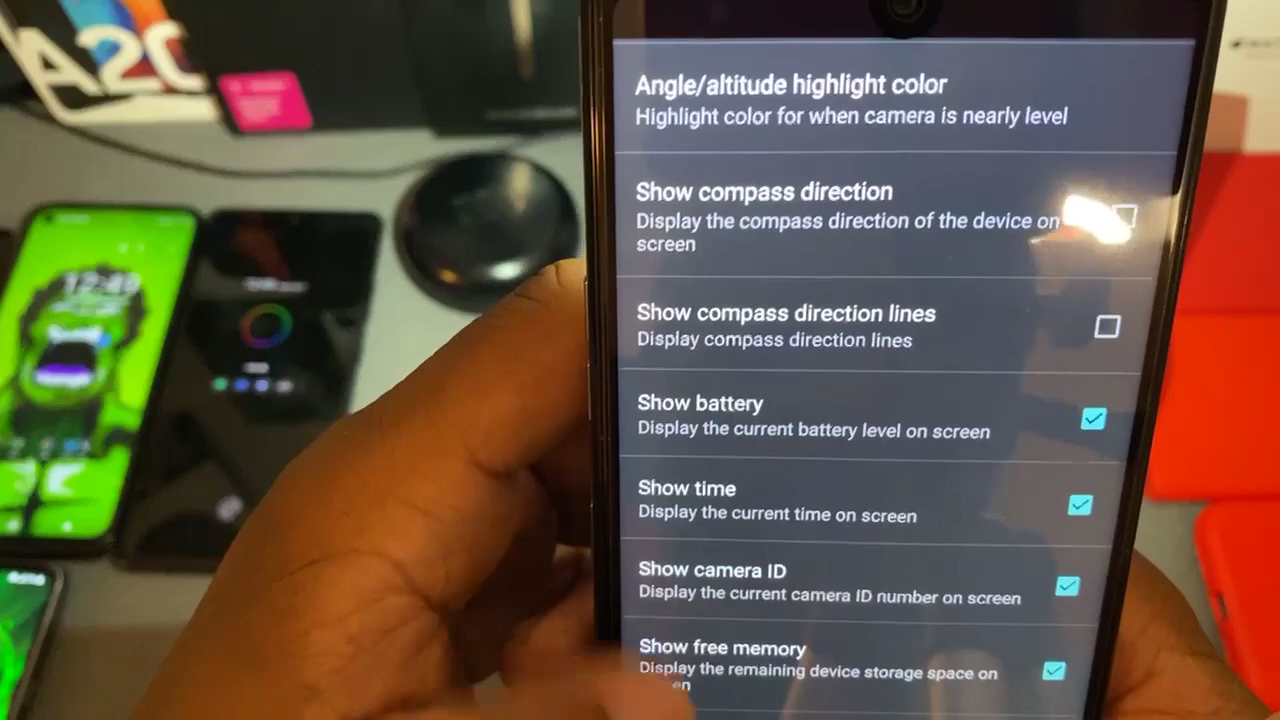 A20
12:49
Angle/altitude highlight color
Highlight color for when camera is nearly level
Show compass direction
Display the compass direction of the device on
screen
Show compass direction lines
Display compass direction lines
Show battery
Display the current battery level on screen
Show time
Display the current time on screen
Show camera ID
Display the current camera ID number on screen
Show free memory
Display the remaining device storage space on
en